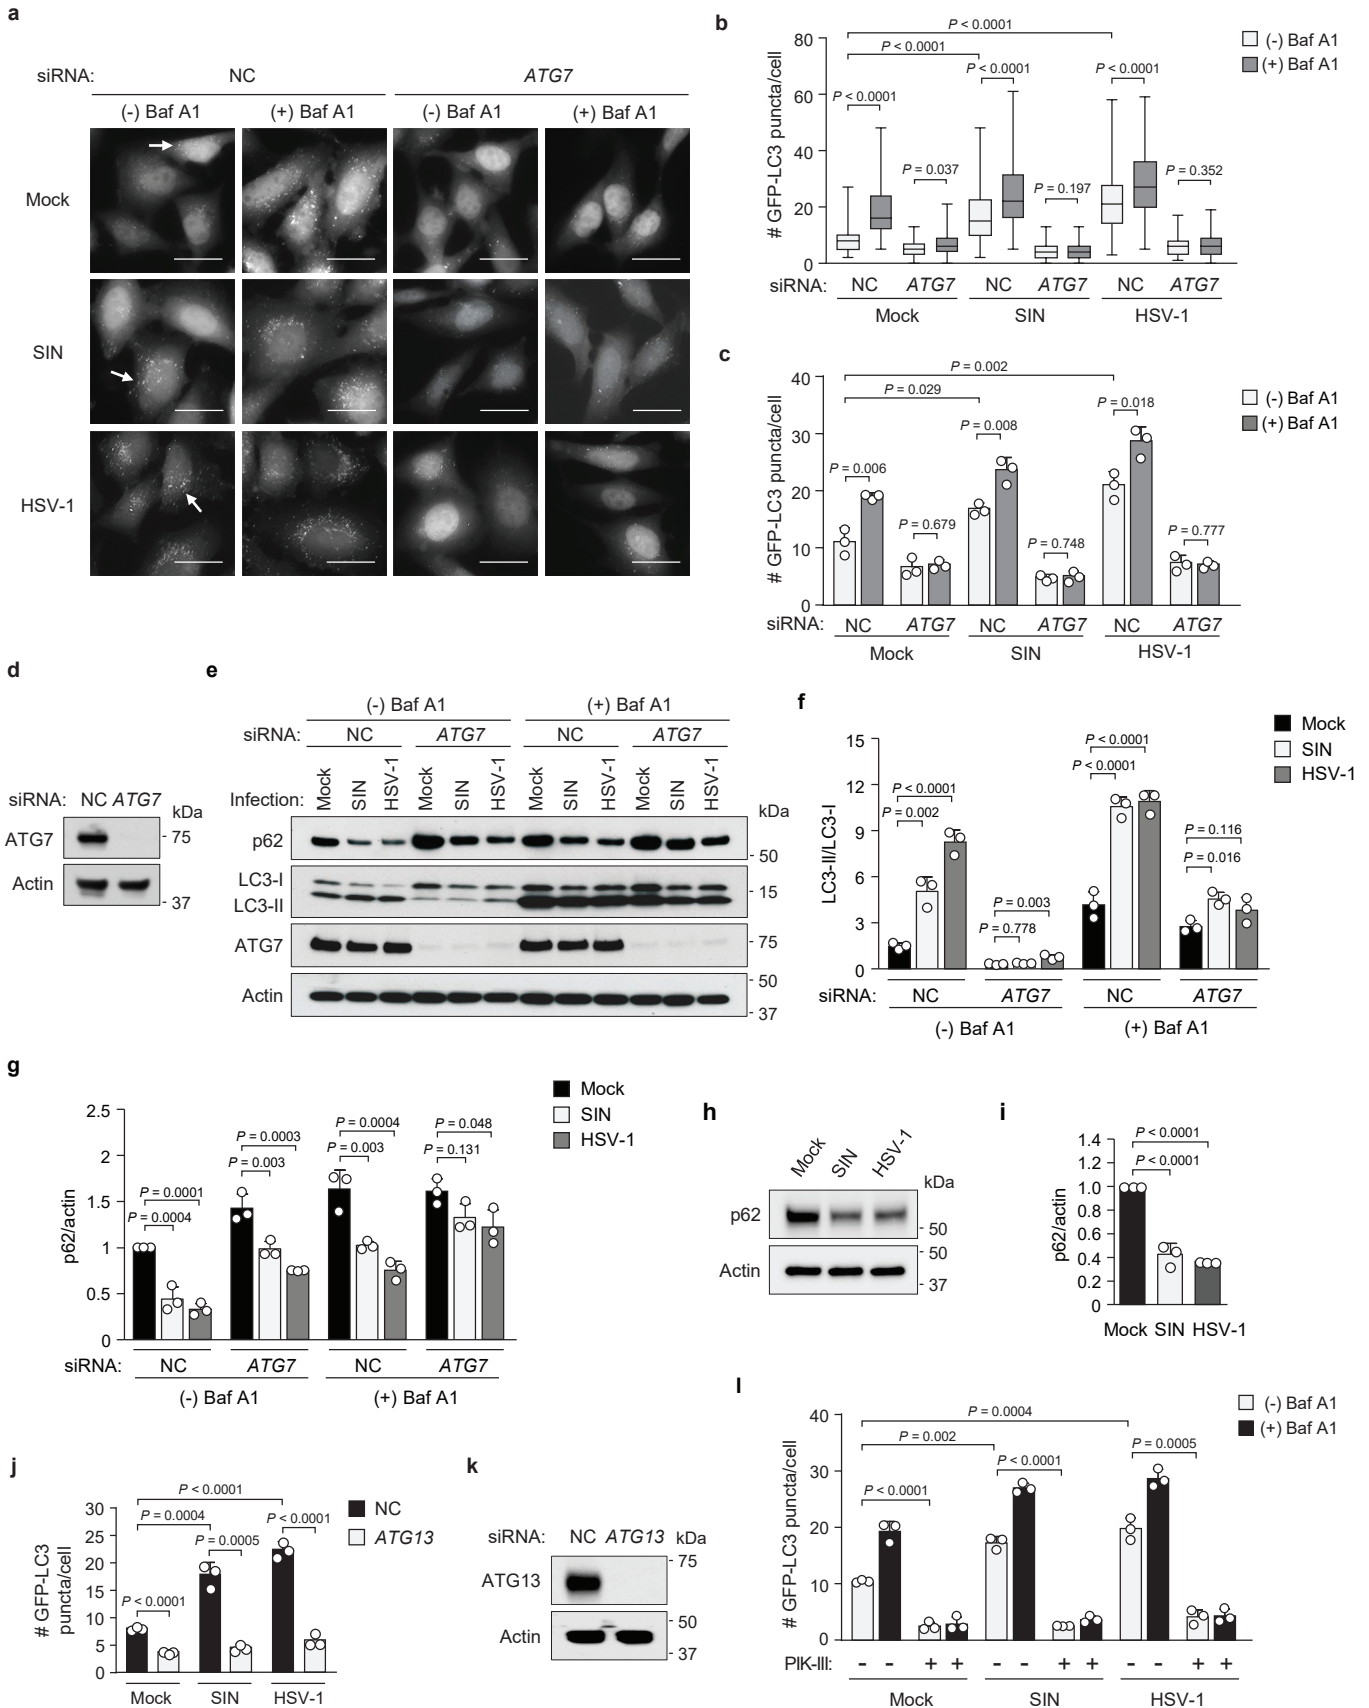 a
siRNA: NC ATG7
(-) Baf A1 (+) Baf A1 (-) Baf A1 (+) Baf A1
Mock
SIN
HSV-1
b
(-) Baf A1
(+) Baf A1
# GFP-LC3 puncta/cell
80
60
40
20
0
P < 0.0001
P < 0.0001
P < 0.0001
P = 0.037
P < 0.0001
P = 0.197
P < 0.0001
P = 0.352
siRNA: NC ATG7 NC ATG7 NC ATG7
Mock SIN HSV-1
c
(-) Baf A1
(+) Baf A1
# GFP-LC3 puncta/cell
40
30
20
10
0
P = 0.002
P = 0.029
P = 0.006
P = 0.679
P = 0.008
P = 0.748
P = 0.018
P = 0.777
siRNA: NC ATG7 NC ATG7 NC ATG7
Mock SIN HSV-1
d
siRNA: NC ATG7
kDa
ATG7 - 75
Actin
- 37
e
(-) Baf A1 (+) Baf A1
siRNA: NC ATG7 NC ATG7
Infection: Mock SIN HSV-1 Mock SIN HSV-1 Mock SIN HSV-1 Mock SIN HSV-1
kDa
p62
- 50
LC3-I
- 15
LC3-II
ATG7 - 75
- 50
Actin
- 37
f
Mock
SIN
HSV-1
LC3-II/LC3-I
15
12
9
6
3
0
P < 0.0001
P = 0.002
P = 0.003
P = 0.778
P < 0.0001
P < 0.0001
P = 0.116
P = 0.016
siRNA: NC ATG7 NC ATG7
(-) Baf A1 (+) Baf A1
g
Mock
SIN
HSV-1
p62/actin
2.5
2
1.5
1
0.5
0
P = 0.0001
P = 0.0004
P = 0.0003
P = 0.003
P = 0.0004
P = 0.003
P = 0.048
P = 0.131
siRNA: NC ATG7 NC ATG7
(-) Baf A1 (+) Baf A1
h
Mock SIN HSV-1
kDa
p62
- 50
- 50
Actin
- 37
i
p62/actin
1.4
1.2
1.0
0.8
0.6
0.4
0.2
0
P < 0.0001
P < 0.0001
Mock SIN HSV-1
j
NC
ATG13
# GFP-LC3
puncta/cell
30
25
20
15
10
5
0
P < 0.0001
P = 0.0004
P < 0.0001
P = 0.0005
P < 0.0001
Mock SIN HSV-1
k
siRNA: NC ATG13 kDa
- 75
ATG13
- 50
Actin
- 37
l
(-) Baf A1
(+) Baf A1
# GFP-LC3 puncta/cell
40
30
20
10
0
P = 0.0004
P = 0.002
P < 0.0001
P < 0.0001
P = 0.0005
PIK-III: - - + + - - + + - - + +
Mock SIN HSV-1